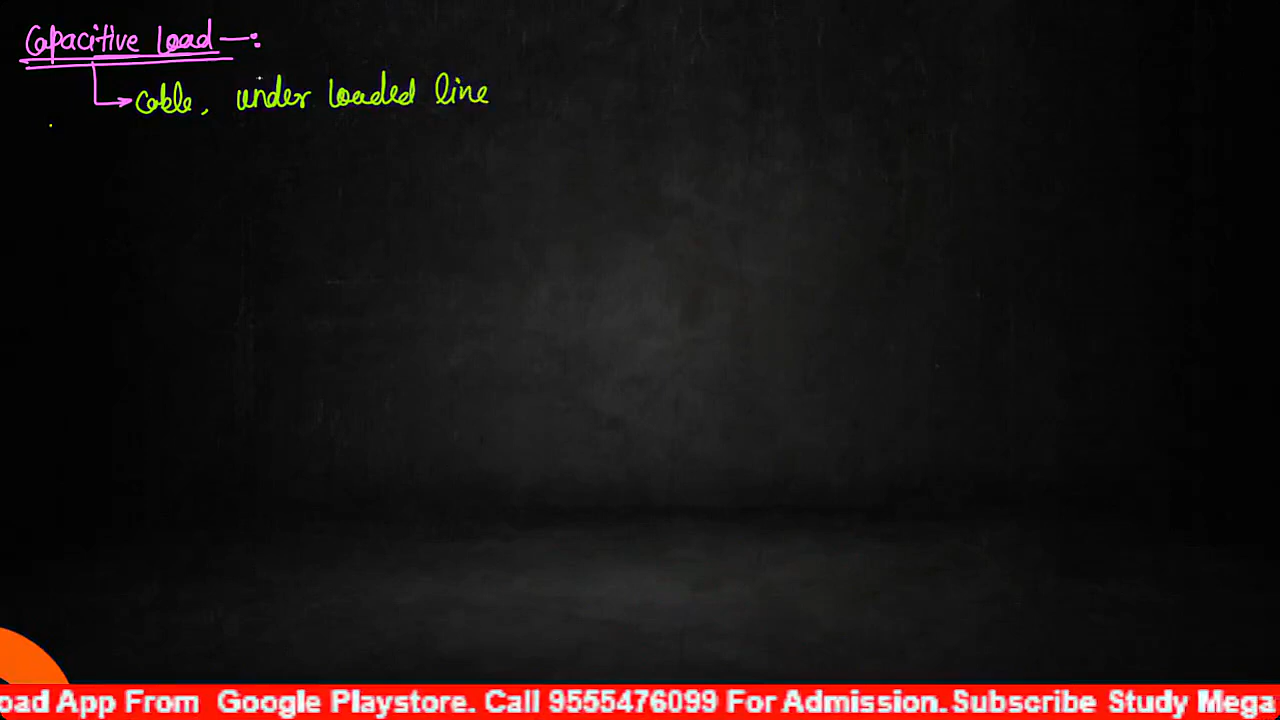 Capacitive Load —:
Cable, under loaded line
oad App From Google Playstore. Call 9555476099 For Admission. Subscribe Study Mega